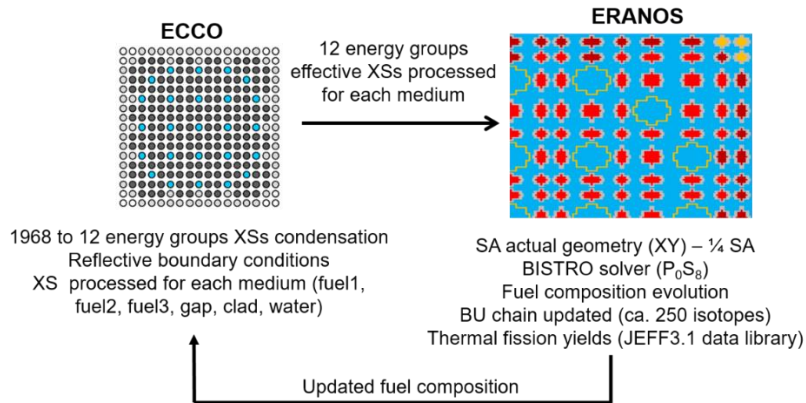 ECCO
12 energy groups
effective XSs processed
for each medium
ERANOS
1968 to 12 energy groups XSs condensation
Reflective boundary conditions
XS processed for each medium (fuel1,
fuel2, fuel3, gap, clad, water)
SA actual geometry (XY) – ¼ SA
BISTRO solver (P₀S₈)
Fuel composition evolution
BU chain updated (ca. 250 isotopes)
Thermal fission yields (JEFF3.1 data library)
Updated fuel composition